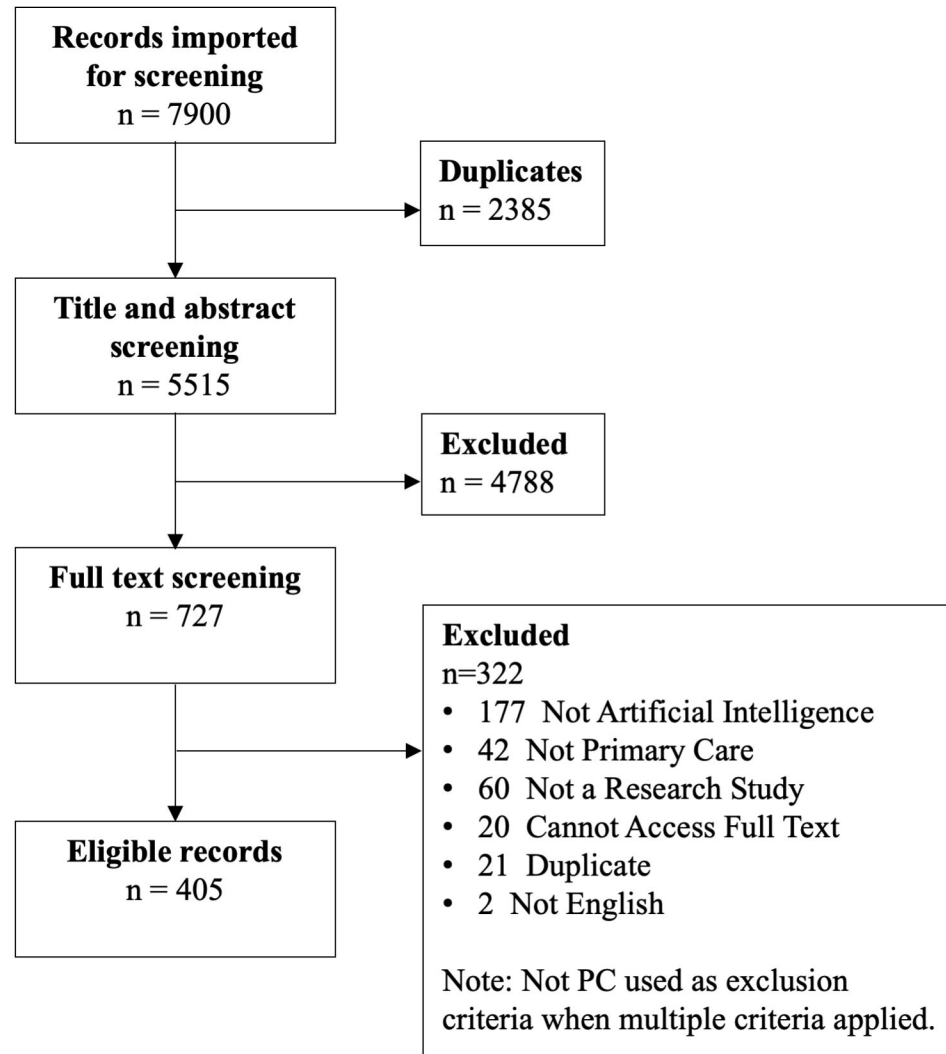 Records imported
for screening
n = 7900
Duplicates
n = 2385
Title and abstract
screening
n = 5515
Excluded
n = 4788
Full text screening
n = 727
Excluded
n=322
• 177 Not Artificial Intelligence
• 42 Not Primary Care
• 60 Not a Research Study
• 20 Cannot Access Full Text
• 21 Duplicate
• 2 Not English
Note: Not PC used as exclusion
criteria when multiple criteria applied.
Eligible records
n = 405